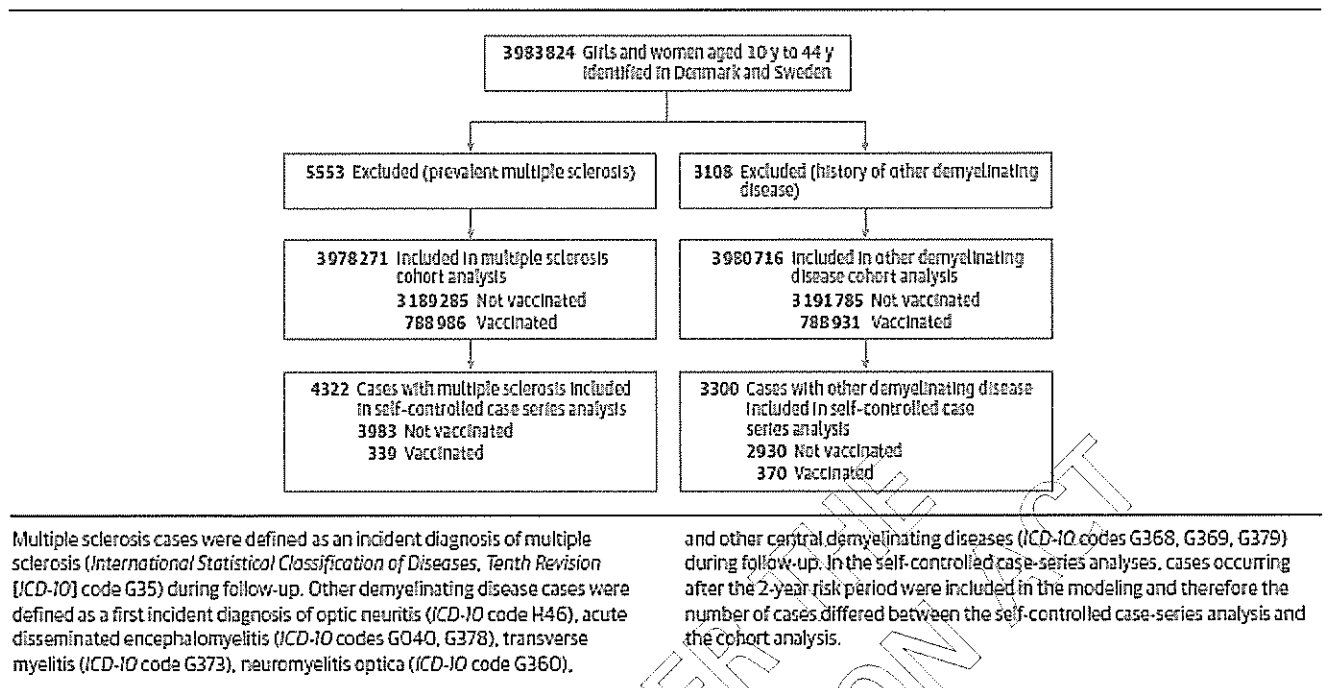 3983824 Girls and women aged 10 y to 44 y
identified in Denmark and Sweden
5553 Excluded (prevalent multiple sclerosis)
3108 Excluded (history of other demyelinating
disease)
3978271 Included in multiple sclerosis
cohort analysis
3189285 Not vaccinated
788986 Vaccinated
3980716 Included in other demyelinating
disease cohort analysis
3191785 Not vaccinated
788931 Vaccinated
4322 Cases with multiple sclerosis included
in self-controlled case series analysis
3983 Not vaccinated
339 Vaccinated
3300 Cases with other demyelinating disease
included in self-controlled case
series analysis
2930 Not vaccinated
370 Vaccinated
Multiple sclerosis cases were defined as an incident diagnosis of multiple
sclerosis (International Statistical Classification of Diseases, Tenth Revision
[ICD-10] code G35) during follow-up. Other demyelinating disease cases were
defined as a first incident diagnosis of optic neuritis (ICD-10 code H46), acute
disseminated encephalomyelitis (ICD-10 codes G040, G378), transverse
myelitis (ICD-10 code G373), neuromyelitis optica (ICD-10 code G360),
and other central demyelinating diseases (ICD-10 codes G368, G369, G379)
during follow-up. In the self-controlled case-series analyses, cases occurring
after the 2-year risk period were included in the modeling and therefore the
number of cases differed between the self-controlled case-series analysis and
the cohort analysis.
ER THE
ON ACT